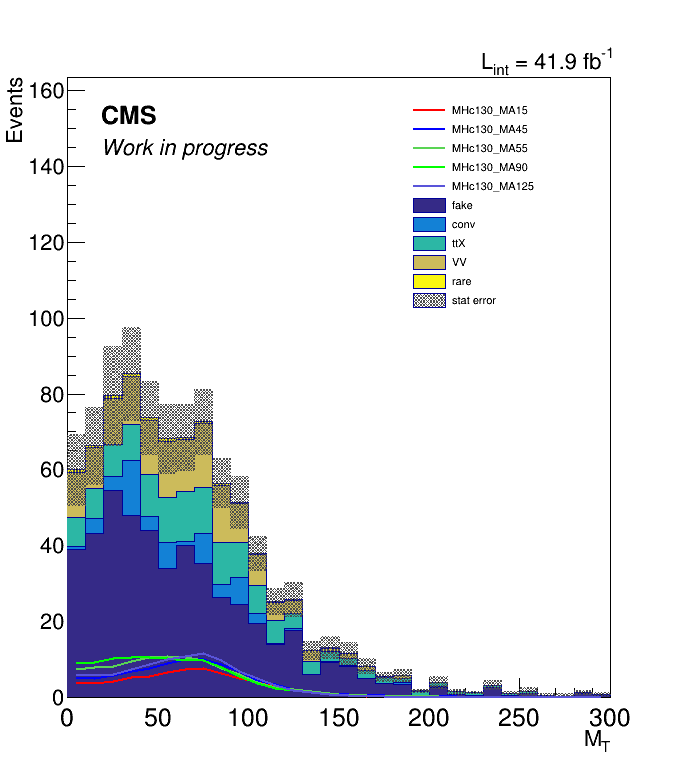 L_int = 41.9 fb^-1
Events
160
140
120
100
80
60
40
20
0
CMS
Work in progress
MHc130_MA15
MHc130_MA45
MHc130_MA55
MHc130_MA90
MHc130_MA125
fake
conv
ttX
VV
rare
stat error
0 50 100 150 200 250 300
M_T